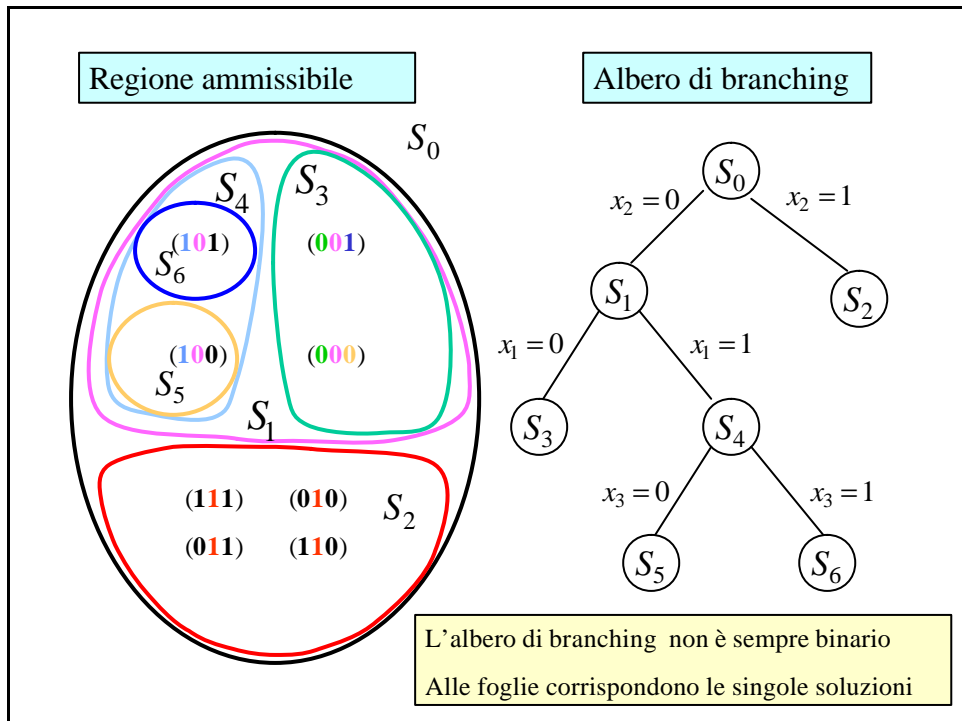 Regione ammissibile
S₀
S₄
S₃
(101)
(001)
S₆
(100)
(000)
S₅
S₁
(111) (010)
S₂
(011) (110)
Albero di branching
S₀
x₂ = 0
x₂ = 1
S₁
S₂
x₁ = 0
x₁ = 1
S₃
S₄
x₃ = 0
x₃ = 1
S₅
S₆
L'albero di branching non è sempre binario
Alle foglie corrispondono le singole soluzioni